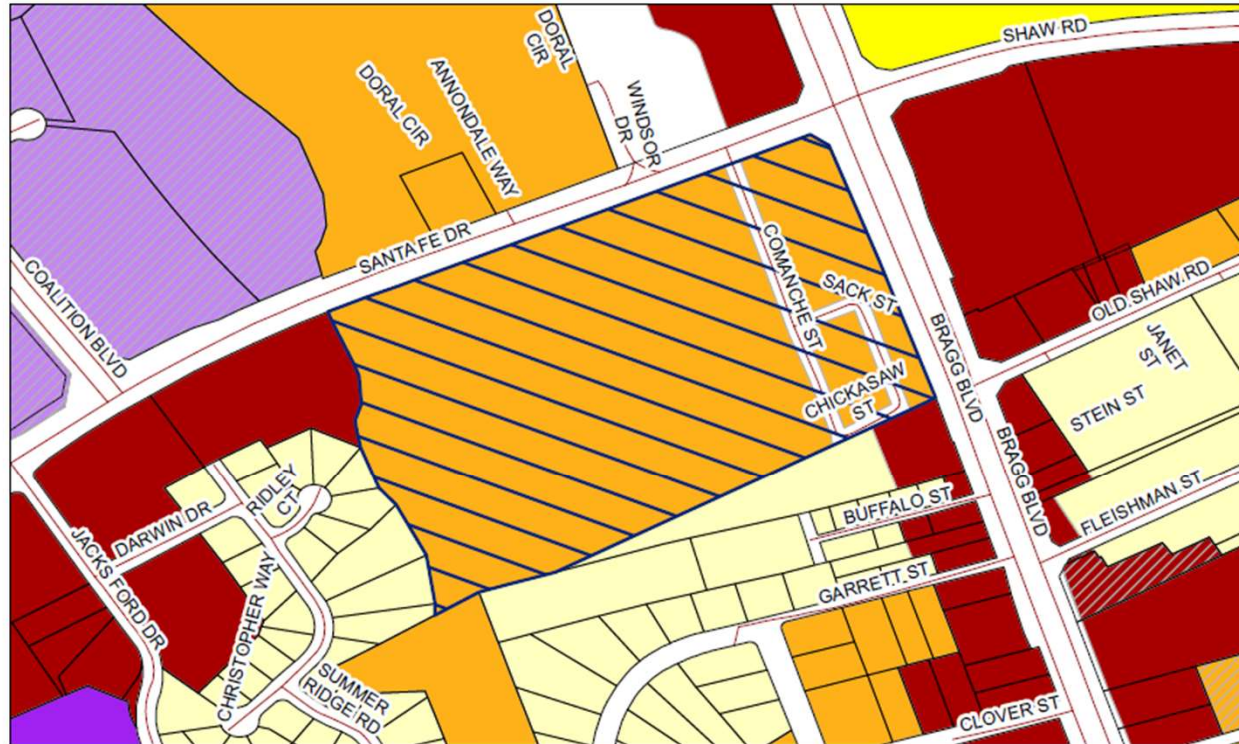 DORAL
CIR
SHAW RD
ANNONDALE WAY
DORAL CIR
WINDSOR
DR
SANTA FE DR
COALITION BLVD
COMANCHE ST
SACK ST
OLD SHAW RD
JANET
ST
BRAGG BLVD
CHICKASAW
ST
STEIN ST
BRAGG BLVD
RIDLEY
CT
DARWIN DR
BUFFALO ST
FLEISHMAN ST
JACKS FORD DR
GARRETT ST
CHRISTOPHER WAY
SUMMER
RIDGE RD
CLOVER ST